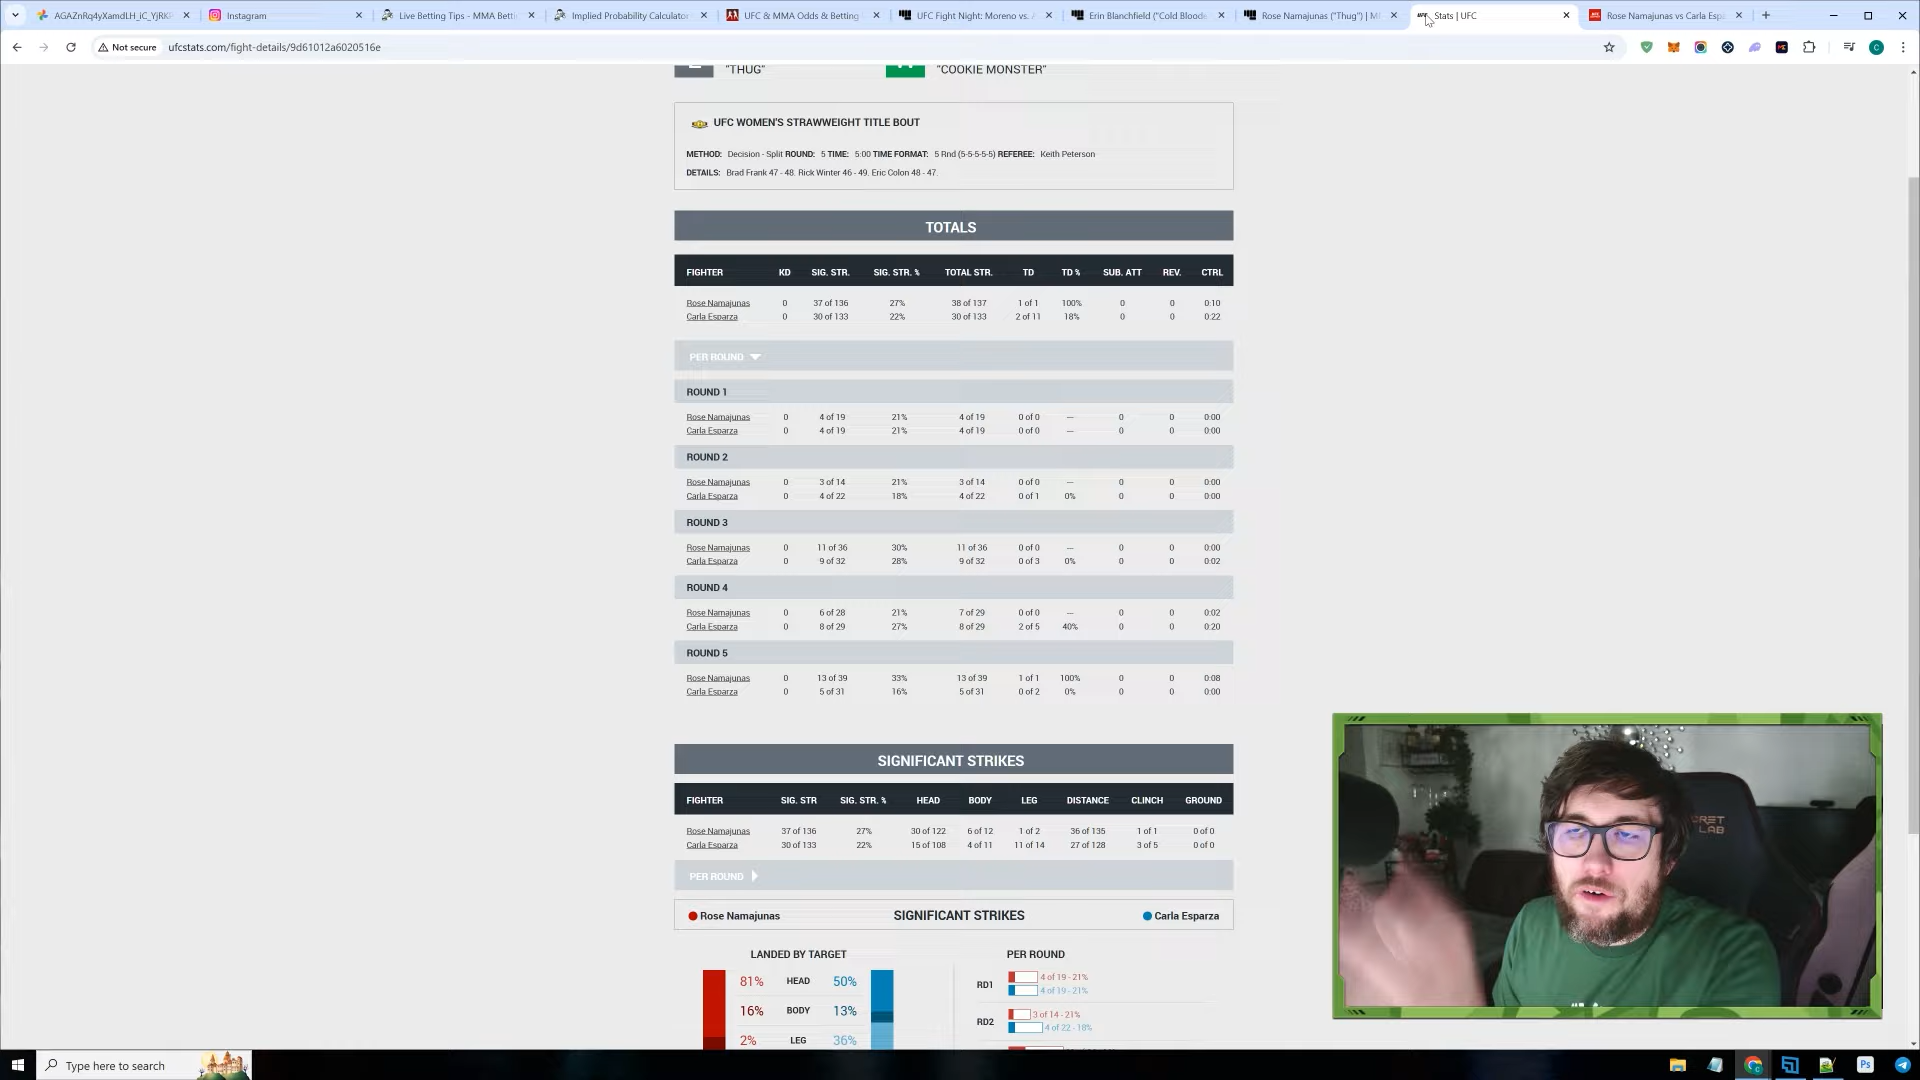 AGAZnRq4yXamdLH_iC_YjRK
Instagram
Live Betting Tips - MMA Betti
Implied Probability Calculator
UFC & MMA Odds & Betting
UFC Fight Night: Moreno vs.
Erin Blanchfield ("Cold Bloode
Rose Namajunas ("Thug") | M
Stats | UFC
Rose Namajunas vs Carla Esp
Not secure
ufcstats.com/fight-details/9d61012a6020516e
"THUG"
"COOKIE MONSTER"
UFC WOMEN'S STRAWWEIGHT TITLE BOUT
METHOD: Decision - Split ROUND: 5 TIME: 5:00 TIME FORMAT: 5 Rnd (5-5-5-5-5) REFEREE: Keith Peterson
DETAILS: Brad Frank 47 - 48. Rick Winter 46 - 49. Eric Colon 48 - 47.
TOTALS
FIGHTER KD SIG. STR. SIG. STR. % TOTAL STR. TD TD % SUB. ATT REV. CTRL
Rose Namajunas 0 37 of 136 27% 38 of 137 1 of 1 100% 0 0 0:10
Carla Esparza 0 30 of 133 22% 30 of 133 2 of 11 18% 0 0 0:22
PER ROUND
ROUND 1
Rose Namajunas 0 4 of 19 21% 4 of 19 0 of 0 --- 0 0 0:00
Carla Esparza 0 4 of 19 21% 4 of 19 0 of 0 --- 0 0 0:00
ROUND 2
Rose Namajunas 0 3 of 14 21% 3 of 14 0 of 0 --- 0 0 0:00
Carla Esparza 0 4 of 22 18% 4 of 22 0 of 1 0% 0 0 0:00
ROUND 3
Rose Namajunas 0 11 of 36 30% 11 of 36 0 of 0 --- 0 0 0:00
Carla Esparza 0 9 of 32 28% 9 of 32 0 of 3 0% 0 0 0:02
ROUND 4
Rose Namajunas 0 6 of 28 21% 7 of 29 0 of 0 --- 0 0 0:02
Carla Esparza 0 8 of 29 27% 8 of 29 2 of 5 40% 0 0 0:20
ROUND 5
Rose Namajunas 0 13 of 39 33% 13 of 39 1 of 1 100% 0 0 0:08
Carla Esparza 0 5 of 31 16% 5 of 31 0 of 2 0% 0 0 0:00
SIGNIFICANT STRIKES
FIGHTER SIG. STR SIG. STR. % HEAD BODY LEG DISTANCE CLINCH GROUND
Rose Namajunas 37 of 136 27% 30 of 122 6 of 12 1 of 2 36 of 135 1 of 1 0 of 0
Carla Esparza 30 of 133 22% 15 of 108 4 of 11 11 of 14 27 of 128 3 of 5 0 of 0
PER ROUND
Rose Namajunas SIGNIFICANT STRIKES Carla Esparza
LANDED BY TARGET
81% HEAD 50%
16% BODY 13%
2% LEG 36%
PER ROUND
RD1 4 of 19 - 21%
4 of 19 - 21%
RD2 3 of 14 - 21%
4 of 22 - 18%
LAB
Type here to search
Ps